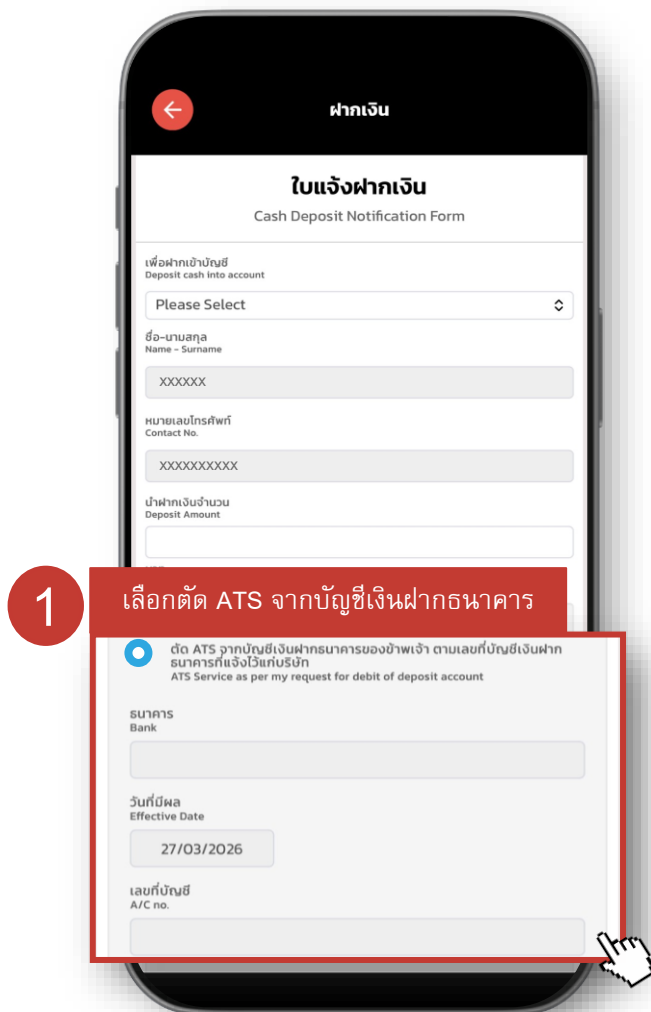 ฝากเงิน
ใบแจ้งฝากเงิน
Cash Deposit Notification Form
เพื่อฝากเข้าบัญชี
Deposit cash into account
Please Select
ชื่อ-นามสกุล
Name - Surname
XXXXXX
หมายเลขโทรศัพท์
Contact No.
XXXXXXXXXX
นำฝากเงินจำนวน
Deposit Amount
1
เลือกตัด ATS จากบัญชีเงินฝากธนาคาร
ตัด ATS จากบัญชีเงินฝากธนาคารของข้าพเจ้า ตามเลขที่บัญชีเงินฝาก
ธนาคารที่แจ้งไว้แก่บริษัท
ATS Service as per my request for debit of deposit account
ธนาคาร
Bank
วันที่มีผล
Effective Date
27/03/2026
เลขที่บัญชี
A/C no.